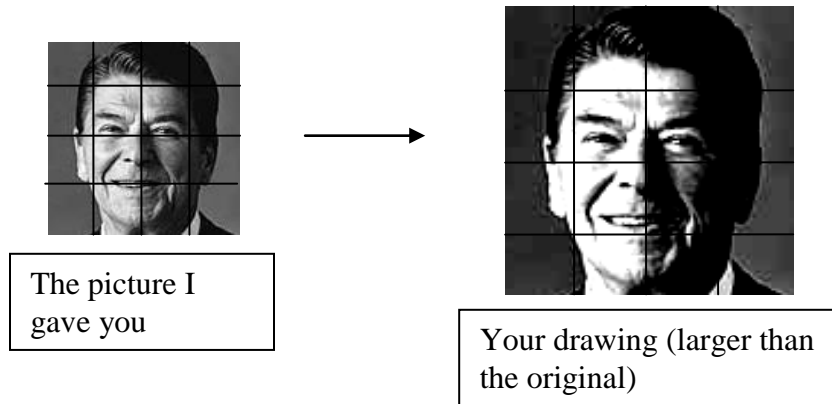 The picture I
gave you
Your drawing (larger than
the original)